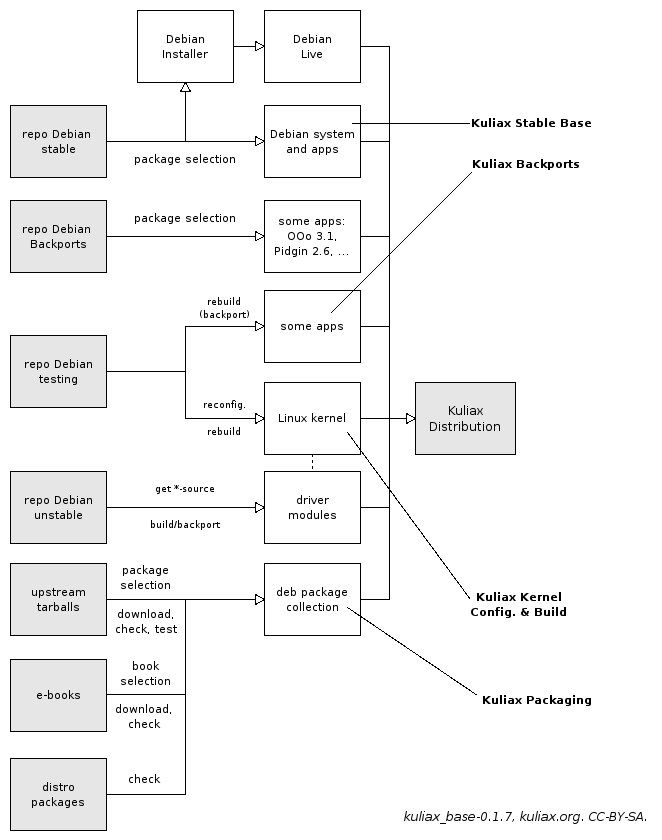 Debian
Installer
Debian
Live
repo Debian
stable
package selection
Debian system
and apps
Kuliax Stable Base
Kuliax Backports
repo Debian
Backports
package selection
some apps:
OOo 3.1,
Pidgin 2.6, ...
rebuild
(backport)
some apps
repo Debian
testing
reconfig.
rebuild
Linux kernel
Kuliax
Distribution
repo Debian
unstable
get *-source
build/backport
driver
modules
upstream
tarballs
package
selection
download,
check, test
deb package
collection
Kuliax Kernel
Config. & Build
e-books
book
selection
download,
check
Kuliax Packaging
distro
packages
check
kuliax_base-0.1.7, kuliax.org. CC-BY-SA.